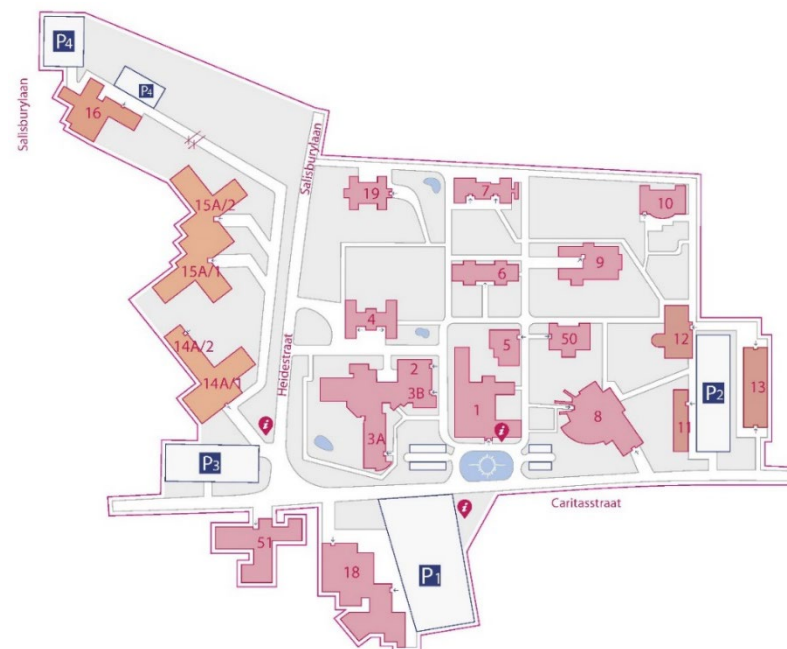 P4
P4
Salisburylaan
16
Salisburylaan
15A/2
19
7
10
15A/1
6
9
4
14A/2
Heidestraat
5
50
12
2
3B
14A/1
1
8
P2
13
11
3A
P3
i
i
i
Caritasstraat
51
18
P1